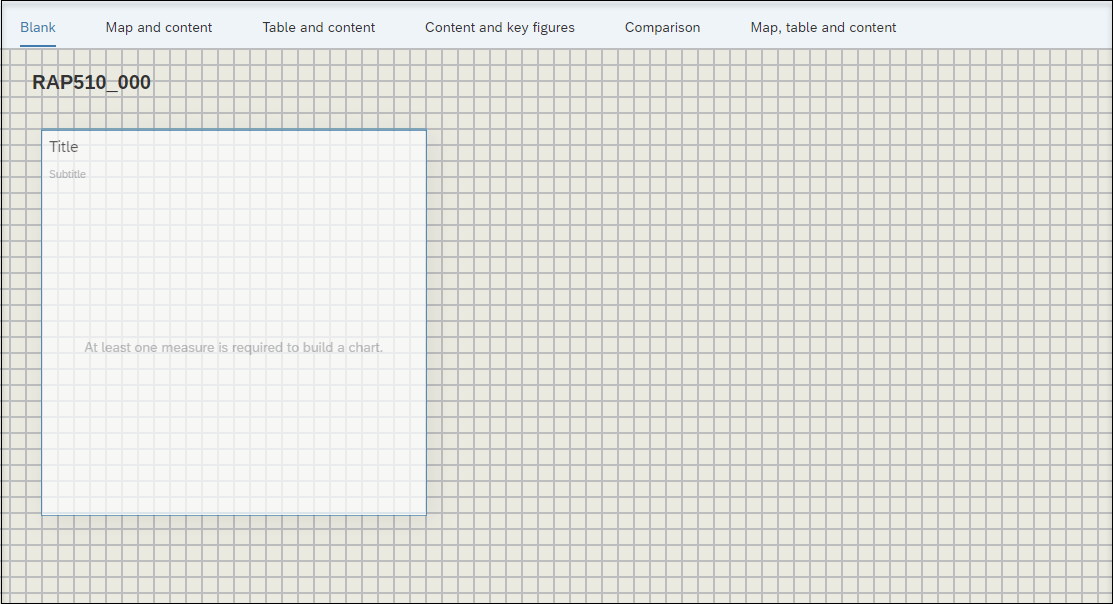 Blank Map and content Table and content Content and key figures Comparison Map, table and content
RAP510_000
Title
Subtitle
At least one measure is required to build a chart.